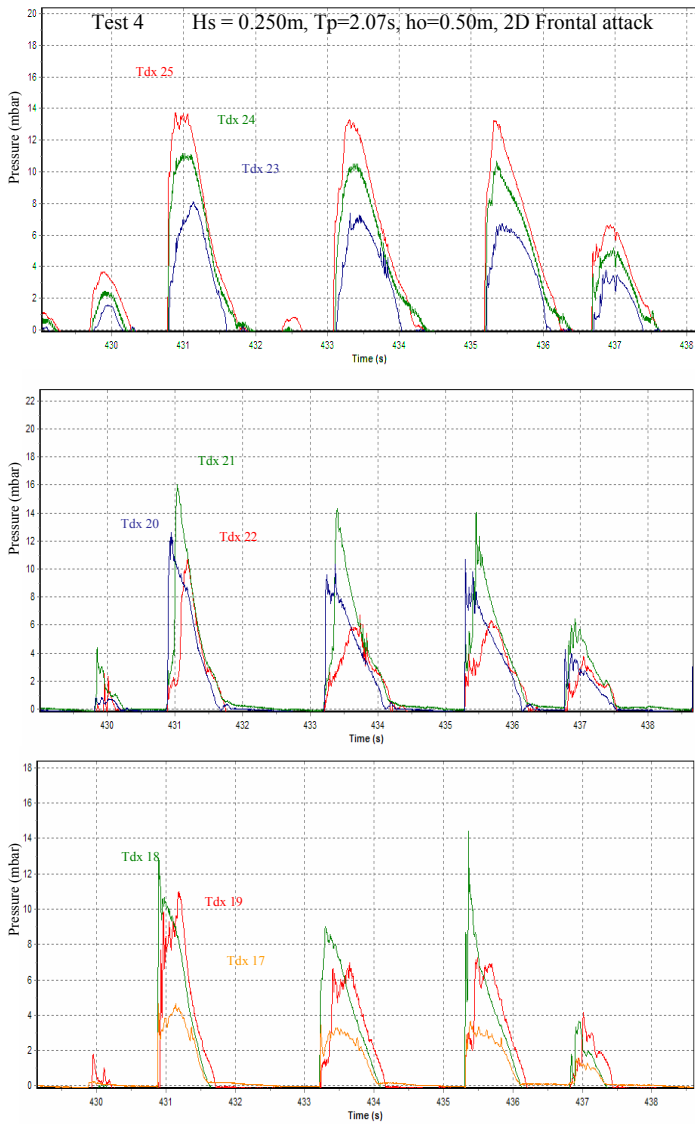 Test 4 Hs = 0.250m, Tp=2.07s, ho=0.50m, 2D Frontal attack
Pressure (mbar)
20
18
16
14
12
10
8
6
4
2
0
Tdx 25
Tdx 24
Tdx 23
430 431 432 433 434 435 436 437 438
Time (s)
Pressure (mbar)
22
20
18
16
14
12
10
8
6
4
2
0
Tdx 21
Tdx 20
Tdx 22
430 431 432 433 434 435 436 437 438
Time (s)
Pressure (mbar)
18
16
14
12
10
8
6
4
2
0
Tdx 18
Tdx 19
Tdx 17
430 431 432 433 434 435 436 437 438
Time (s)